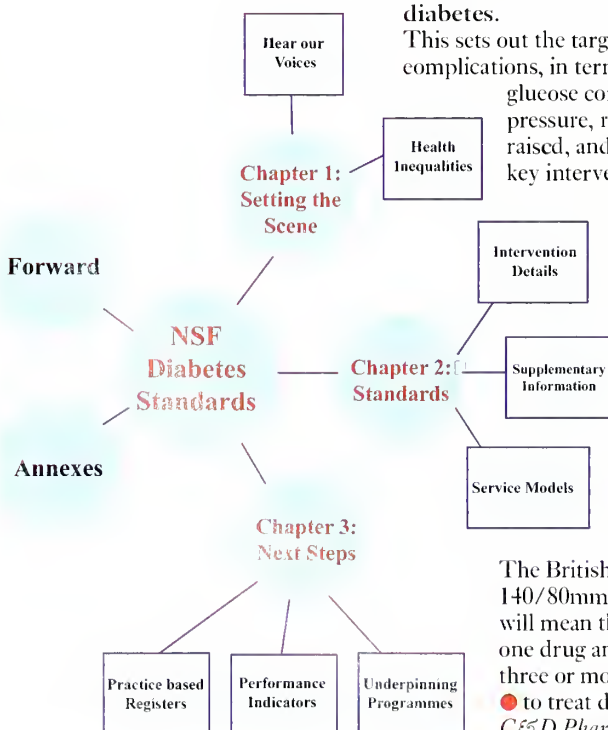 diabetes.
This sets out the targ
complications, in tern
glueose co
pressure, r
raised, and
key interve
Hear our
Voices
Health
Inequalities
Chapter 1:
Setting the
Scene
Forward
NSF
Diabetes
Standards
Annexes
Intervention
Details
Chapter 2:
Standards
Supplementary
Information
Service Models
Chapter 3:
Next Steps
Practice based
Registers
Performance
Indicators
Underpinning
Programmes
The British
140/80mm
will mean tl
one drug an
three or mo
● to treat d
C&D Phar